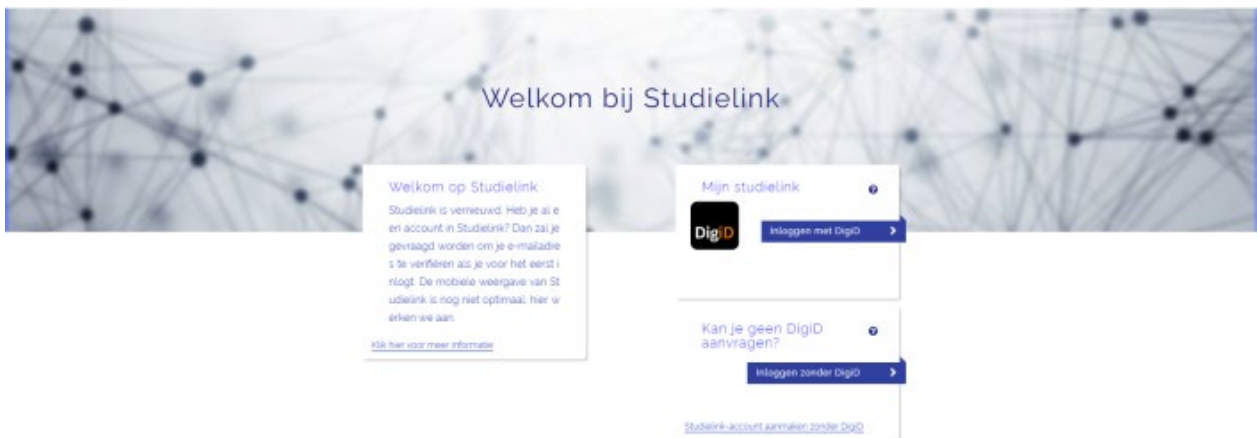 Welkom bij Studielink
Welkom op Studielink
Studielink is vernieuwd. Heb je al e
en account in Studielink? Dan zal je
gevraagd worden om je e-mailadre
s te verifiëren als je voor het eerst i
nlogt. De mobiele weergave van St
udielink is nog niet optimaal, hier w
erken we aan.
Klik hier voor meer informatie
Mijn studielink
DigiD
Inloggen met DigiD
Kan je geen DigiD
aanvragen?
Inloggen zonder DigiD
Studielink-account aanmaken zonder DigiD